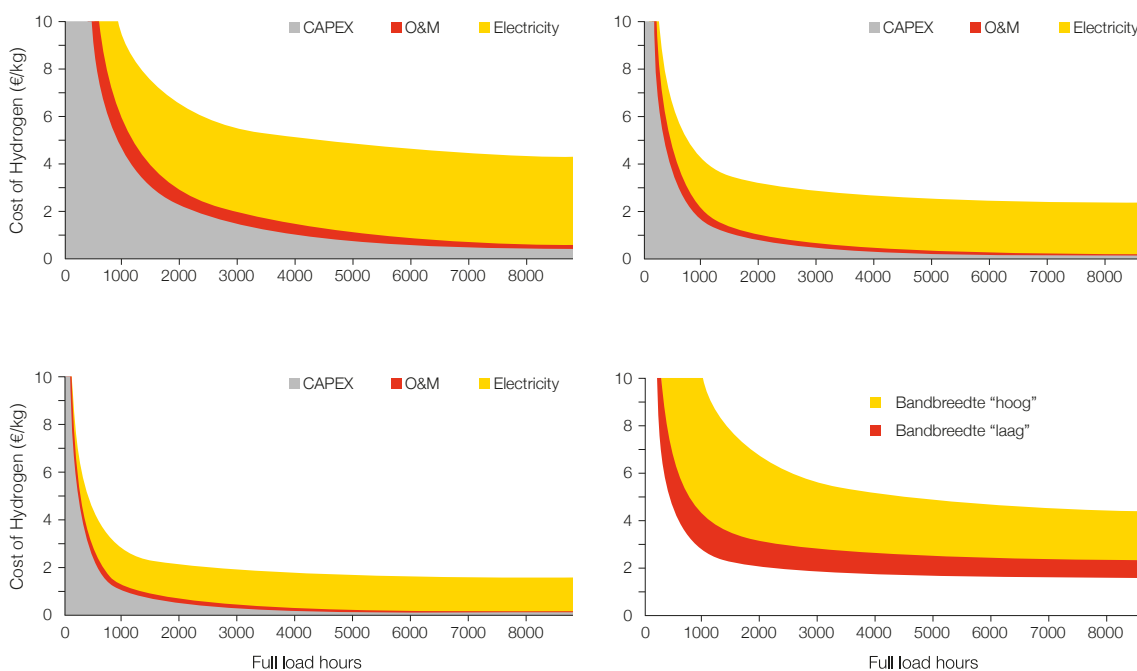 10
8
6
4
2
0
Cost of Hydrogen (€/kg)
CAPEX O&M Electricity
0 1000 2000 3000 4000 5000 6000 7000 8000
10
8
6
4
2
0
CAPEX O&M Electricity
0 1000 2000 3000 4000 5000 6000 7000 8000
10
8
6
4
2
0
Cost of Hydrogen (€/kg)
CAPEX O&M Electricity
0 1000 2000 3000 4000 5000 6000 7000 8000
Full load hours
10
8
6
4
2
0
Bandbreedte “hoog”
Bandbreedte “laag”
0 1000 2000 3000 4000 5000 6000 7000 8000
Full load hours